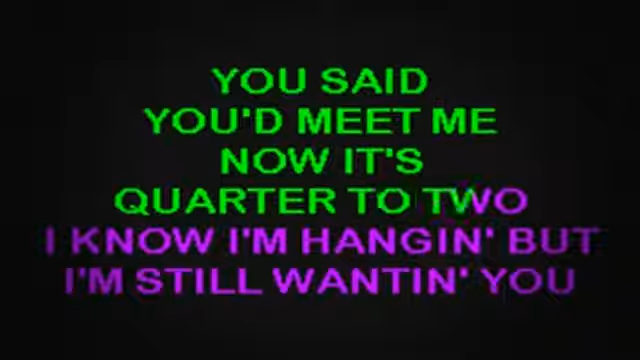 YOU SAID
YOU'D MEET ME
NOW IT'S
QUARTER TO TWO
I KNOW I'M HANGIN' BUT
I'M STILL WANTIN' YOU